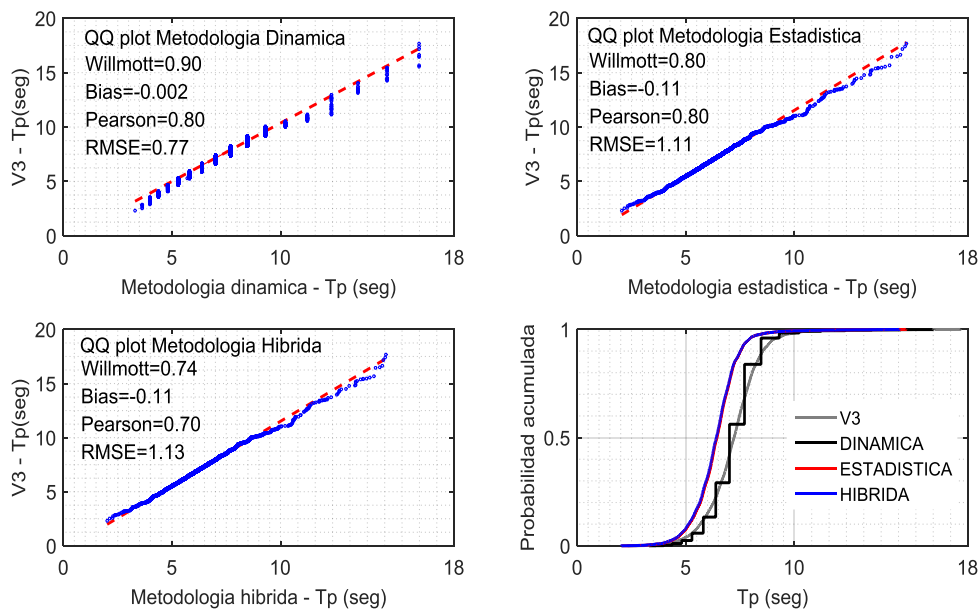 QQ plot Metodologia Dinamica
Willmott=0.90
Bias=-0.002
Pearson=0.80
RMSE=0.77
V3 - Tp(seg)
20
15
10
5
0
0 5 10 18
Metodologia dinamica - Tp (seg)
QQ plot Metodologia Estadistica
Willmott=0.80
Bias=-0.11
Pearson=0.80
RMSE=1.11
V3 - Tp(seg)
20
15
10
5
0
0 5 10 18
Metodologia estadistica - Tp (seg)
QQ plot Metodologia Hibrida
Willmott=0.74
Bias=-0.11
Pearson=0.70
RMSE=1.13
V3 - Tp(seg)
20
15
10
5
0
0 5 10 18
Metodologia hibrida - Tp (seg)
Probabilidad acumulada
1
0.5
0
V3
DINAMICA
ESTADISTICA
HIBRIDA
0 5 10 18
Tp (seg)